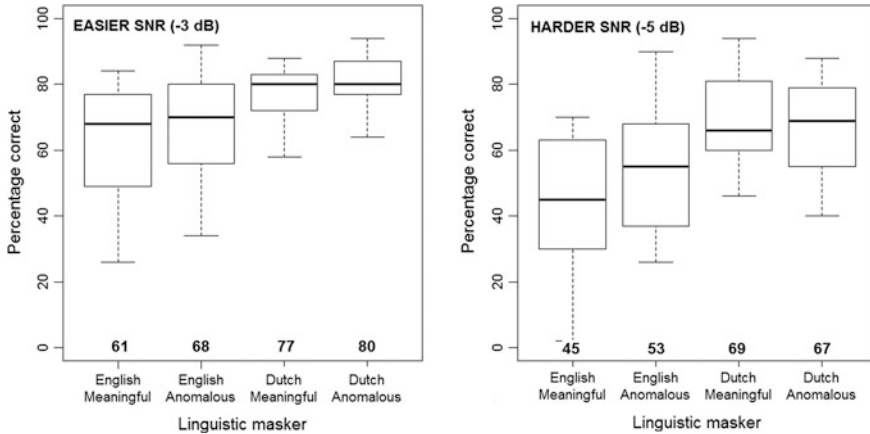 EASIER SNR (-3 dB)
Percentage correct
100
80
60
40
20
0
61 68 77 80
English Meaningful
English Anomalous
Dutch Meaningful
Dutch Anomalous
Linguistic masker
HARDER SNR (-5 dB)
Percentage correct
100
80
60
40
20
0
45 53 69 67
English Meaningful
English Anomalous
Dutch Meaningful
Dutch Anomalous
Linguistic masker